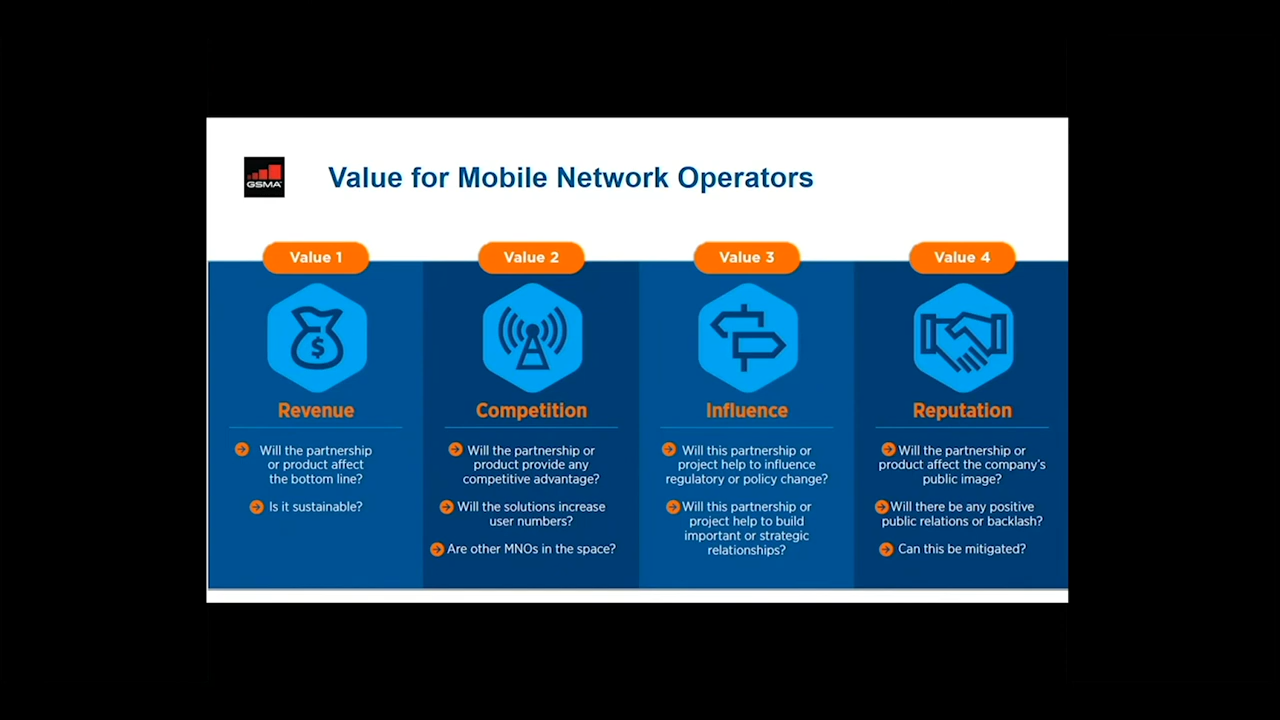 GSMA
Value for Mobile Network Operators
Value 1
$
Revenue
Will the partnership
or product affect
the bottom line?
Is it sustainable?
Value 2
Competition
Will the partnership or
product provide any
competitive advantage?
Will the solutions increase
user numbers?
Are other MNOs in the space?
Value 3
Influence
Will this partnership or
project help to influence
regulatory or policy change?
Will this partnership or
project help to build
important or strategic
relationships?
Value 4
Reputation
Will the partnership or
product affect the company's
public image?
Will there be any positive
public relations or backlash?
Can this be mitigated?